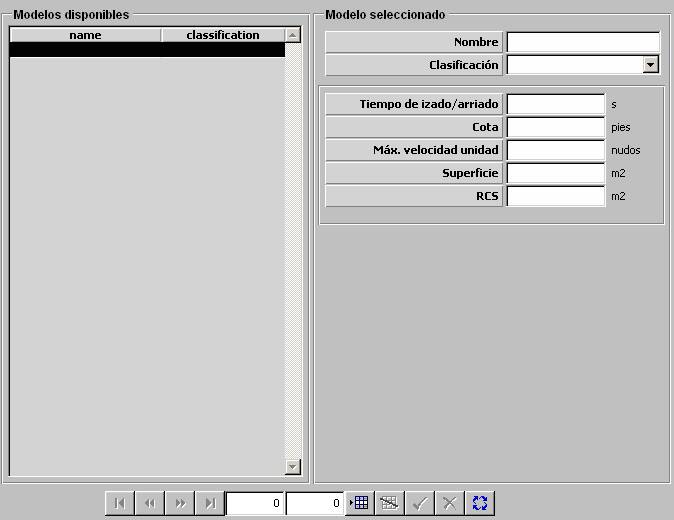 Modelos disponibles
name classification
Modelo seleccionado
Nombre
Clasificación
Tiempo de izado/arriado s
Cota pies
Máx. velocidad unidad nudos
Superficie m2
RCS m2
0 0